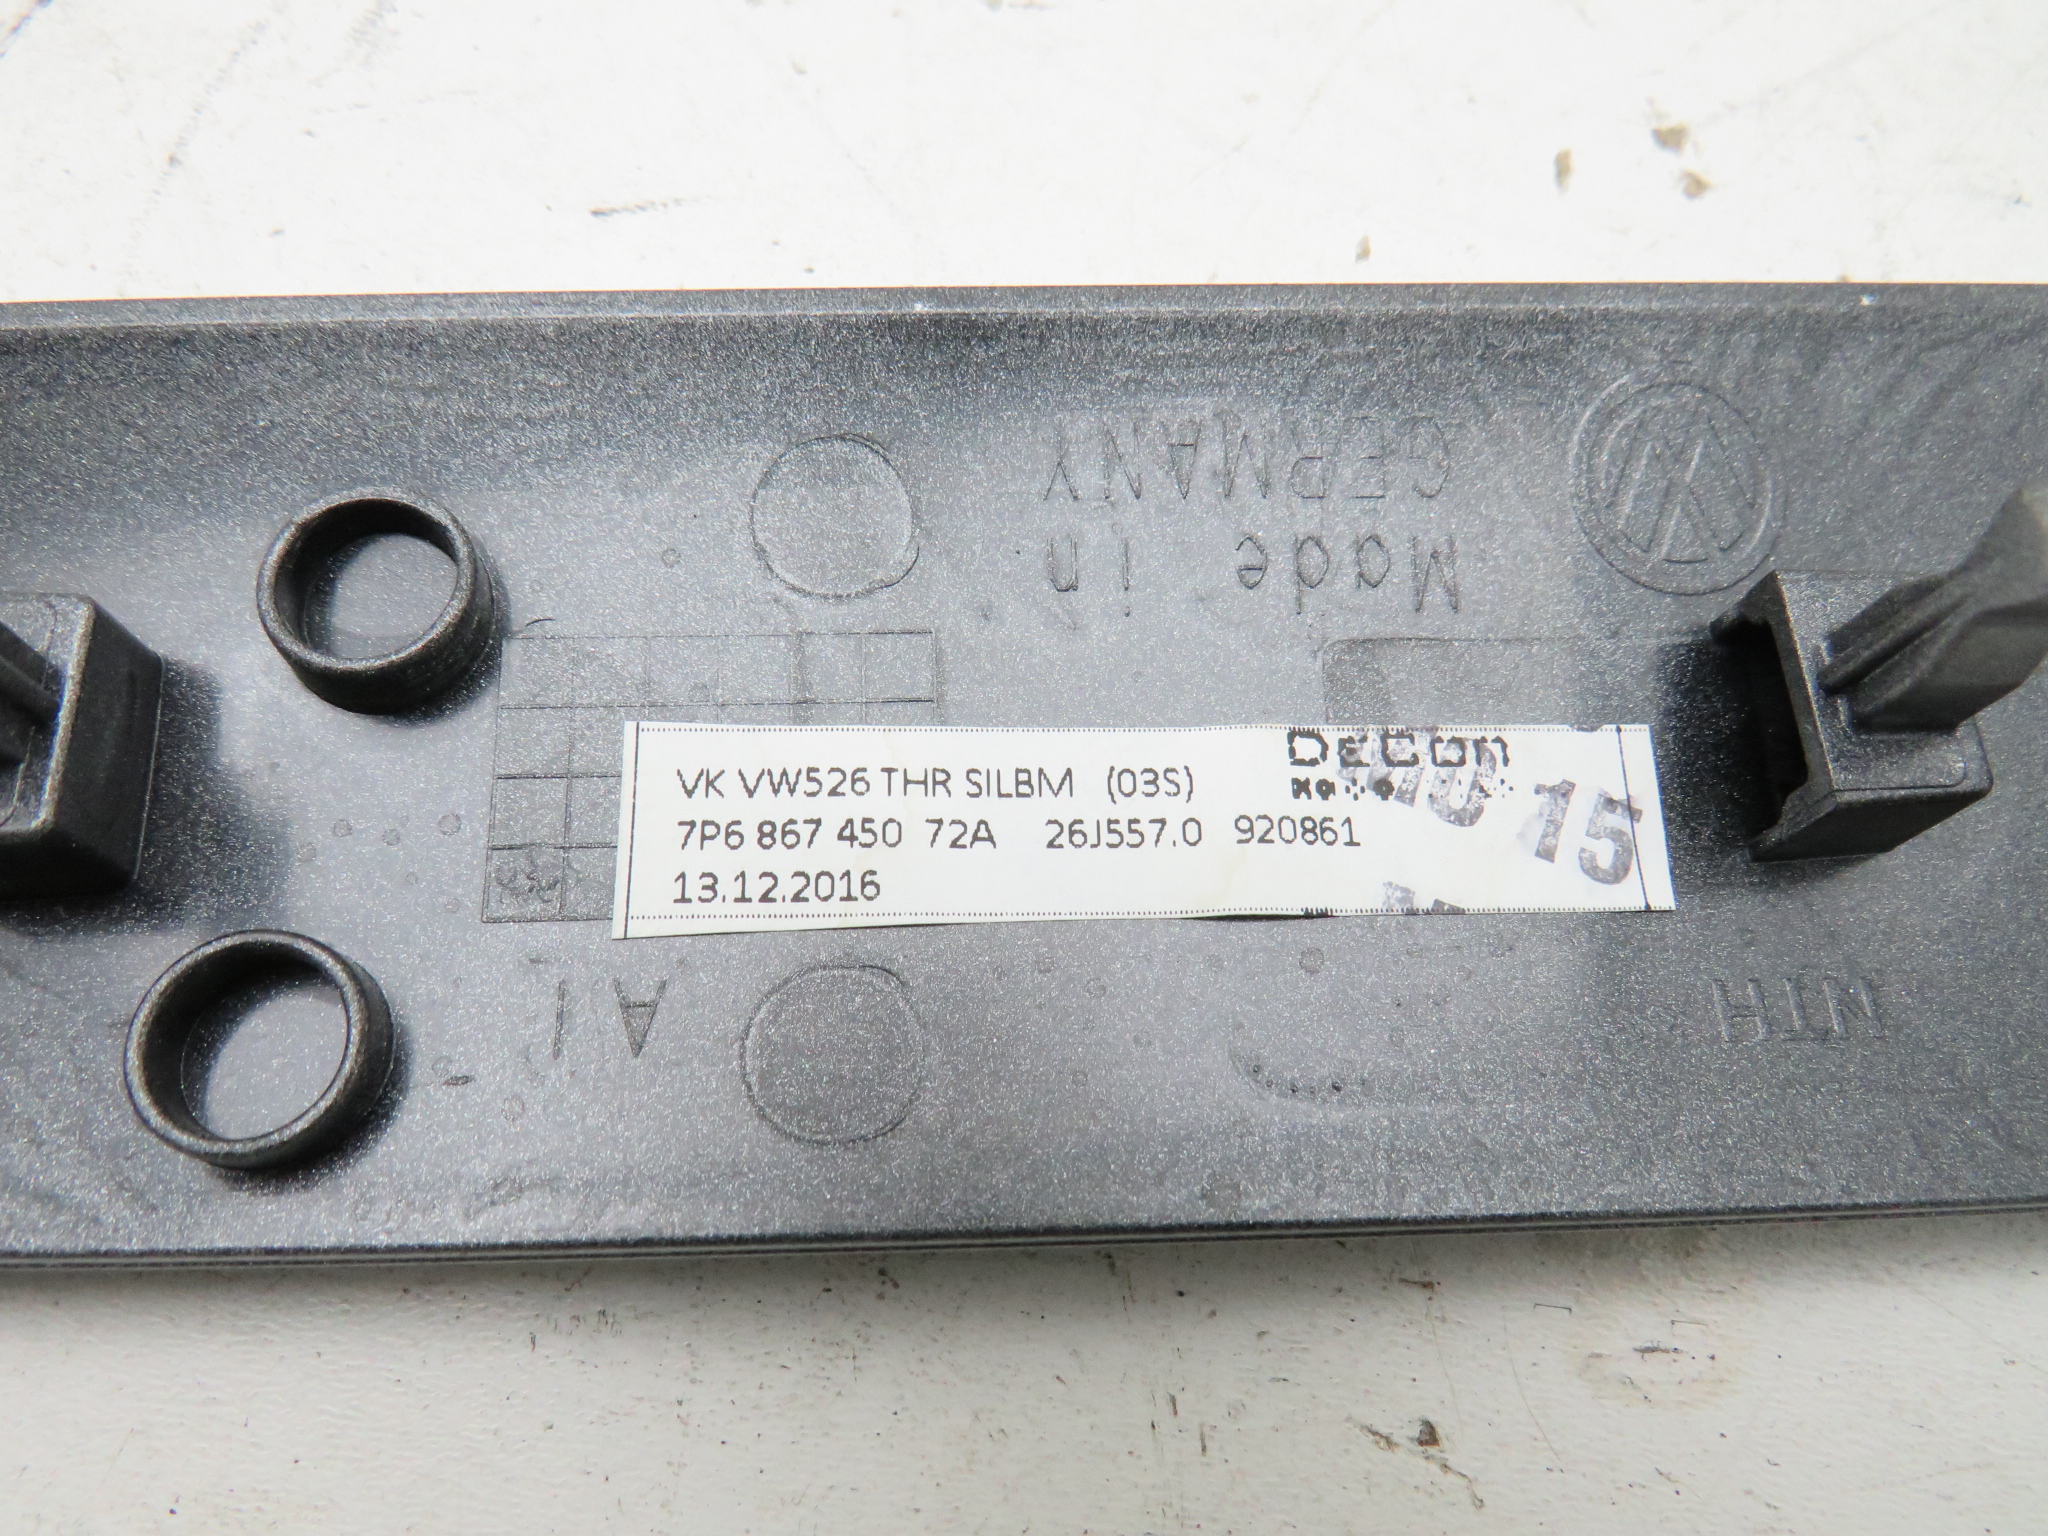 Made in
GERMANY
VK VW526 THR SILBM (03S)
DeCon
7P6 867 450 72A 26J557.0 920861
13.12.2016
15
HTN